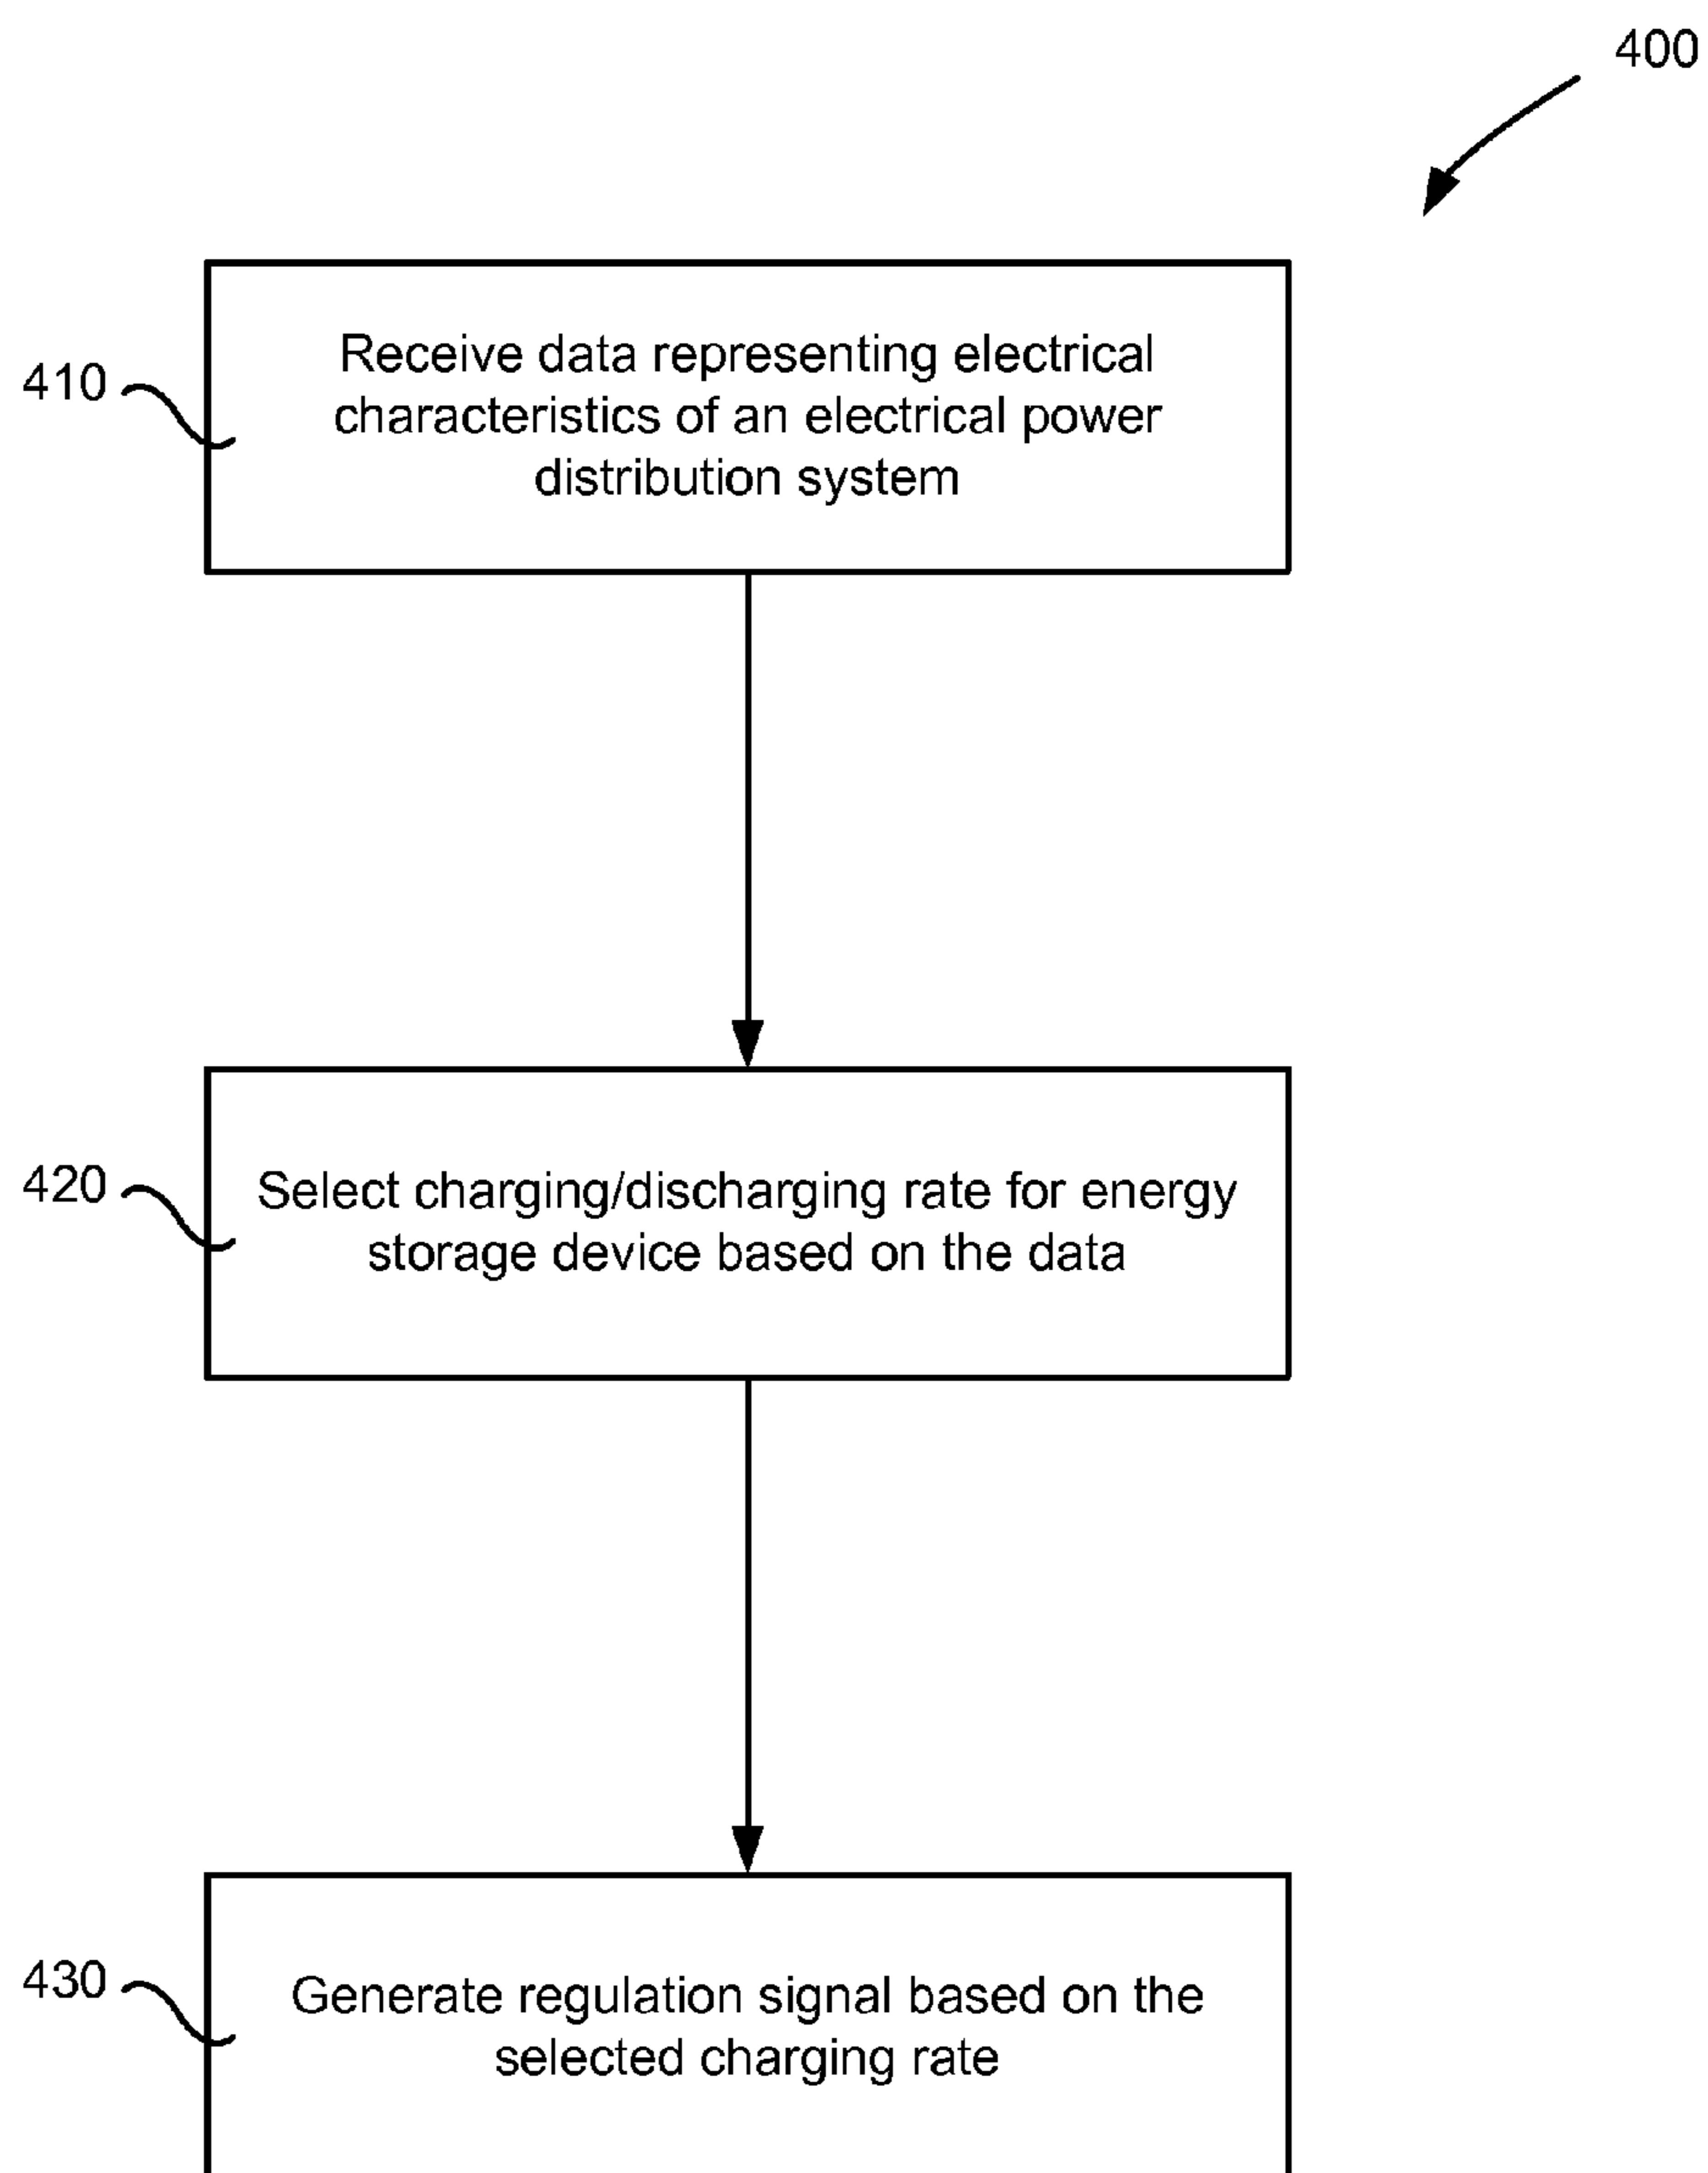 400
410
Receive data representing electrical
characteristics of an electrical power
distribution system
420
Select charging/discharging rate for energy
storage device based on the data
430
Generate regulation signal based on the
selected charging rate